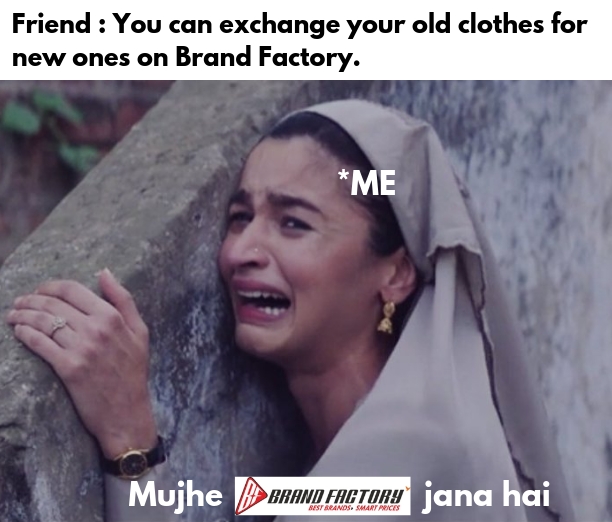 Friend : You can exchange your old clothes for
new ones on Brand Factory.
*ME
Mujhe BRAND FACTORY jana hai
BEST BRANDS. SMART PRICES